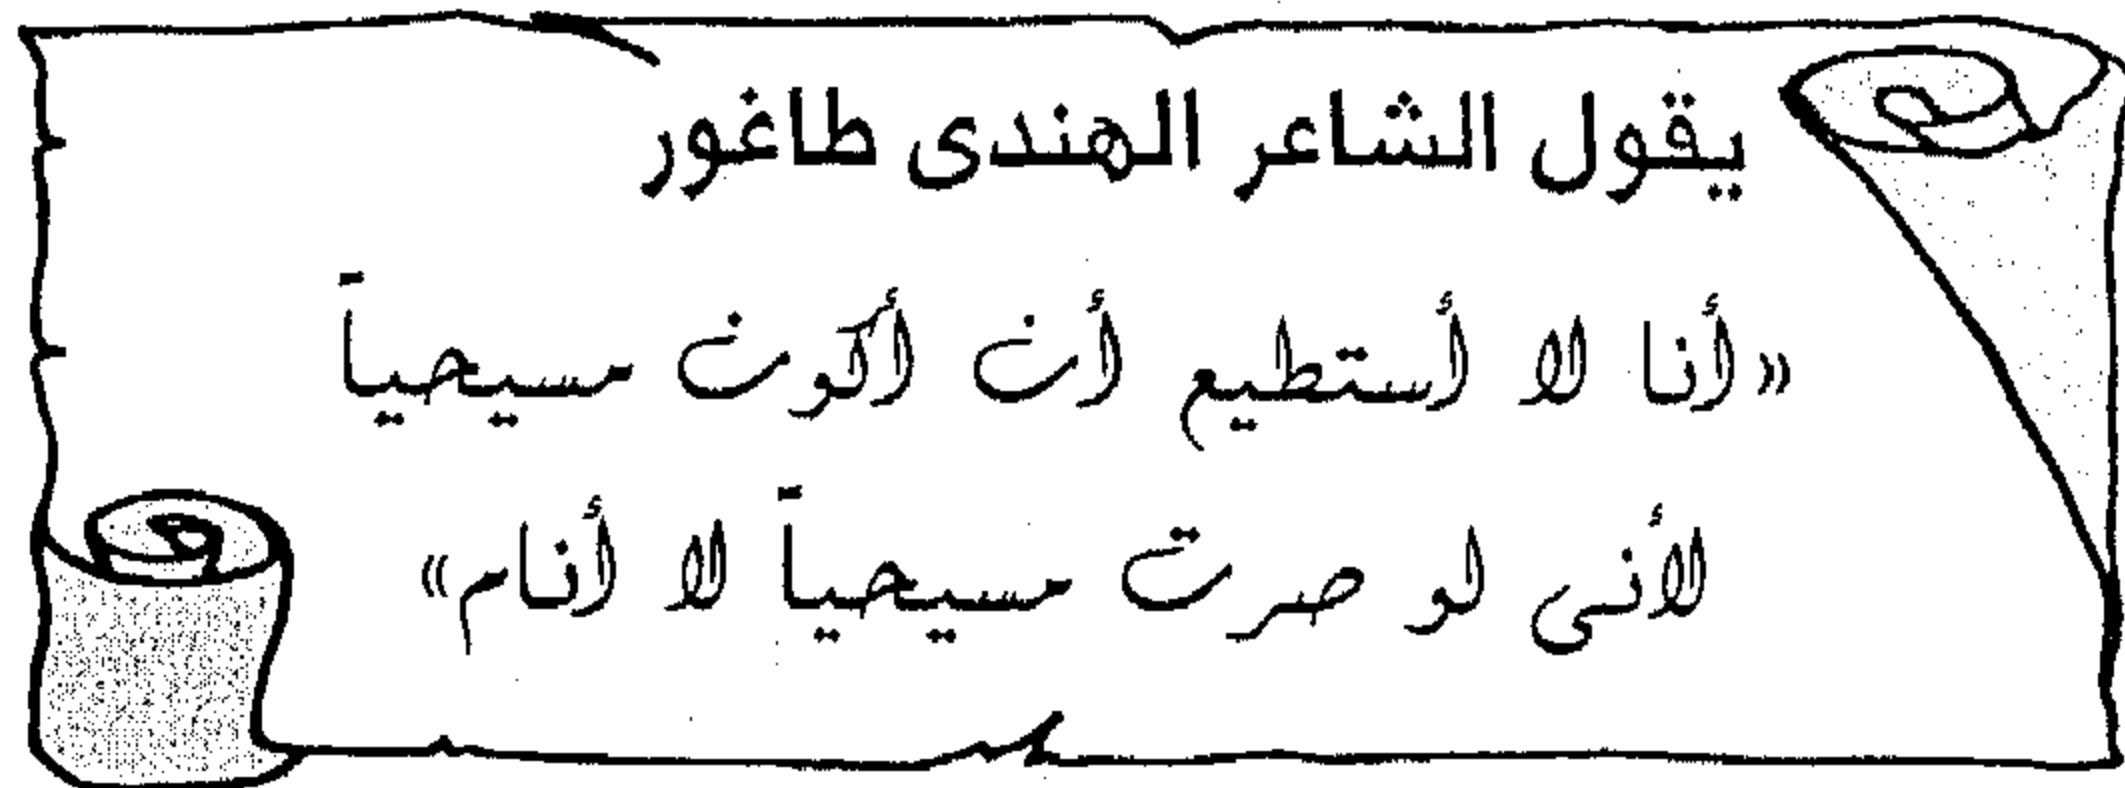 يقول الشاعر الهندى طاغور
«أنا لا أستطيع أن أكون مسيحياً
لأنى لو صرت مسيحياً لا أنام»